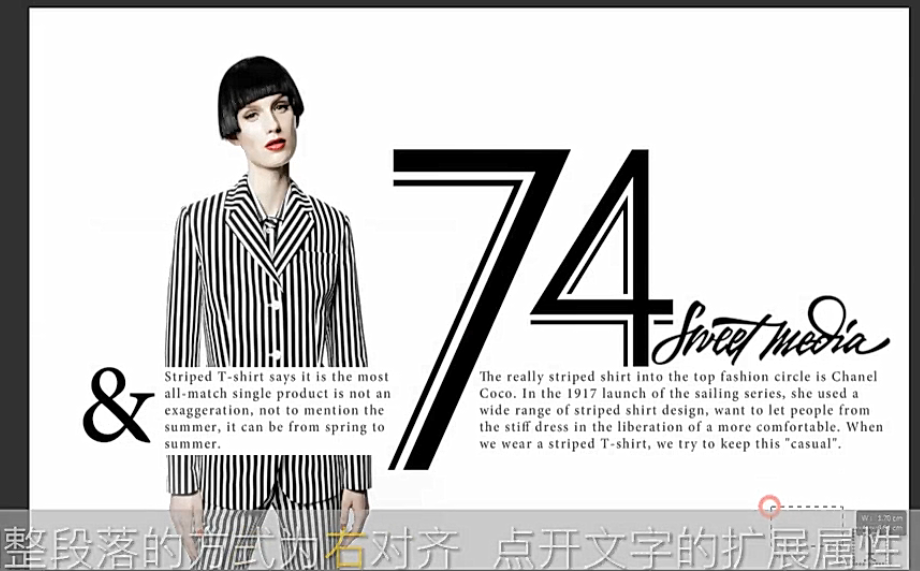 74
Sweet media
&
Striped T-shirt says it is the most
all-match single product is not an
exaggeration, not to mention the
summer, it can be from spring to
summer.
The really striped shirt into the top fashion circle is Chanel
Coco. In the 1917 launch of the sailing series, she used a
wide range of striped shirt design, want to let people from
the stiff dress in the liberation of a more comfortable. When
we wear a striped T-shirt, we try to keep this "casual".
整段落的方式为右对齐 点开文字的扩展属性